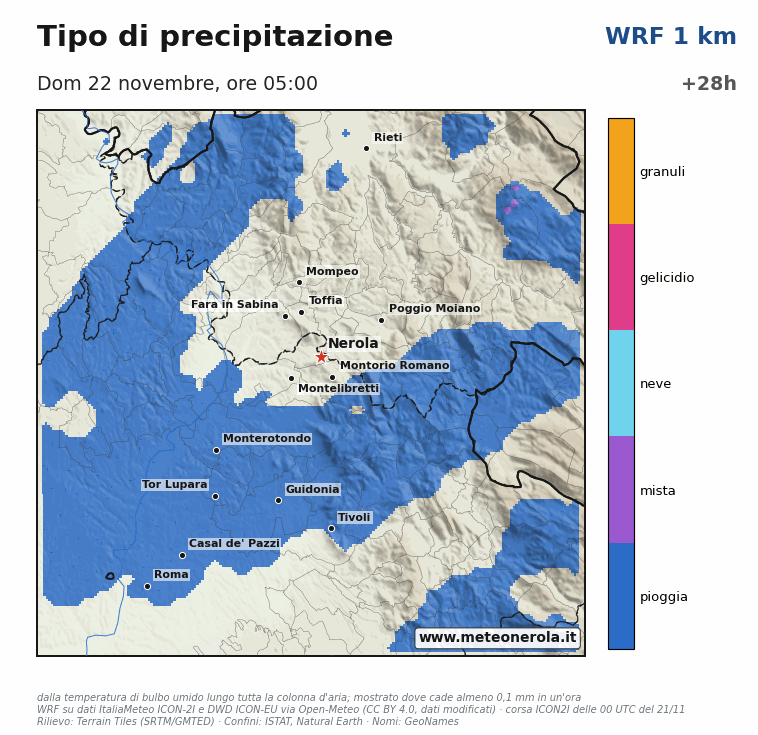 Tipo di precipitazione
WRF 1 km
Dom 22 novembre, ore 05:00
+28h
Rieti
Mompeo
Toffia
Fara in Sabina
Poggio Moiano
Nerola
Montorio Romano
Montelibretti
Monterotondo
Tor Lupara
Guidonia
Tivoli
Casal de' Pazzi
Roma
www.meteonerola.it
granuli
gelicidio
neve
mista
pioggia
dalla temperatura di bulbo umido lungo tutta la colonna d'aria; mostrato dove cade almeno 0,1 mm in un'ora
WRF su dati ItaliaMeteo ICON-2I e DWD ICON-EU via Open-Meteo (CC BY 4.0, dati modificati) · corsa ICON2I delle 00 UTC del 21/11
Rilievo: Terrain Tiles (SRTM/GMTED) · Confini: ISTAT, Natural Earth · Nomi: GeoNames